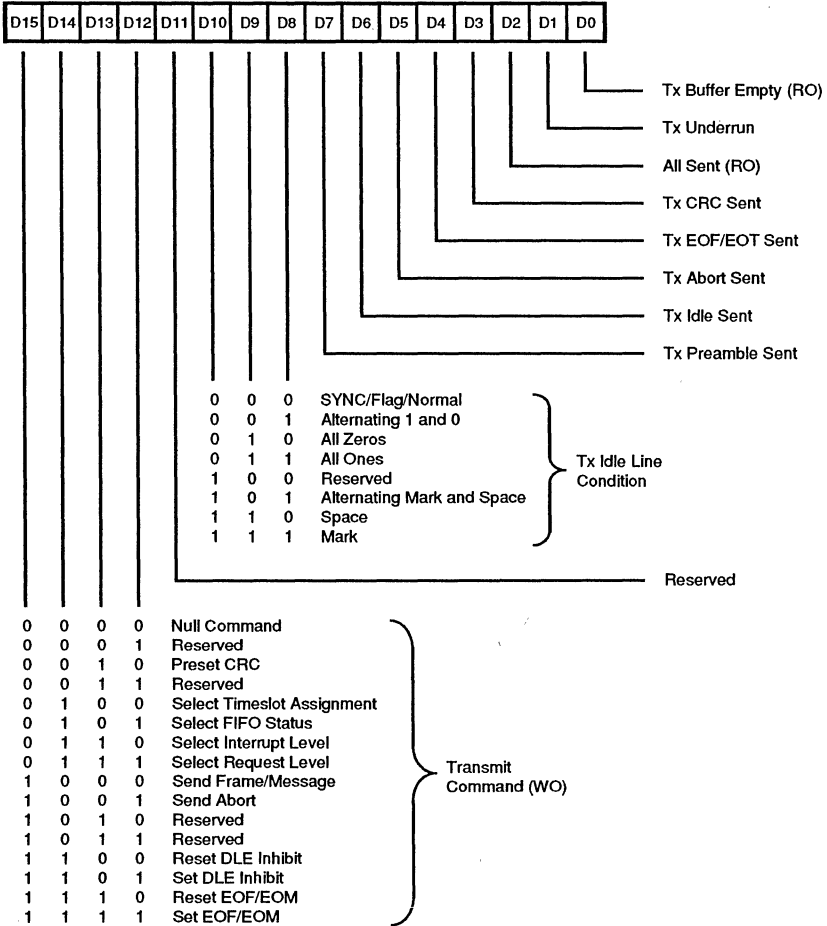 D15 D14 D13 D12 D11 D10 D9 D8 D7 D6 D5 D4 D3 D2 D1 D0
Tx Buffer Empty (RO)
Tx Underrun
All Sent (RO)
Tx CRC Sent
Tx EOF/EOT Sent
Tx Abort Sent
Tx Idle Sent
Tx Preamble Sent
0 0 0 SYNC/Flag/Normal
0 0 1 Alternating 1 and 0
0 1 0 All Zeros
0 1 1 All Ones
1 0 0 Reserved
1 0 1 Alternating Mark and Space
1 1 0 Space
1 1 1 Mark
Tx Idle Line
Condition
Reserved
0 0 0 0 Null Command
0 0 0 1 Reserved
0 0 1 0 Preset CRC
0 0 1 1 Reserved
0 1 0 0 Select Timeslot Assignment
0 1 0 1 Select FIFO Status
0 1 1 0 Select Interrupt Level
0 1 1 1 Select Request Level
1 0 0 0 Send Frame/Message
1 0 0 1 Send Abort
1 0 1 0 Reserved
1 0 1 1 Reserved
1 1 0 0 Reset DLE Inhibit
1 1 0 1 Set DLE Inhibit
1 1 1 0 Reset EOF/EOM
1 1 1 1 Set EOF/EOM
Transmit
Command (WO)